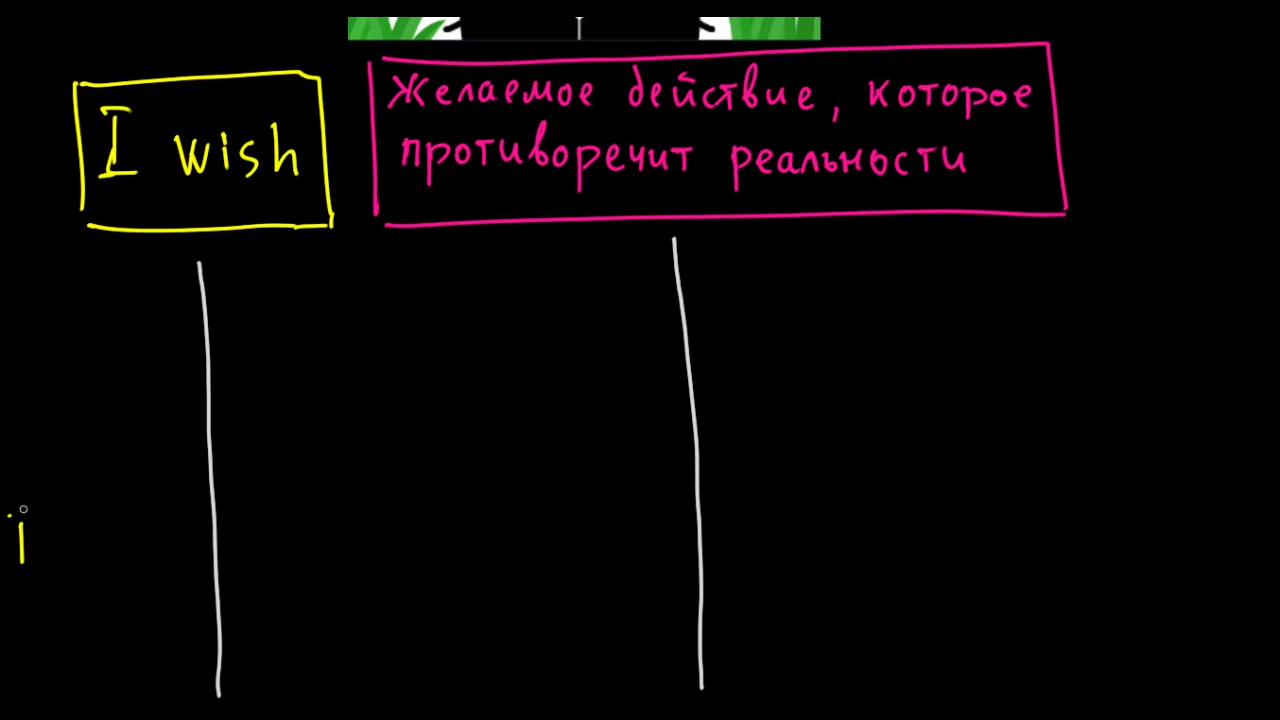 I wish
Желаемое действие, которое
противоречит реальности